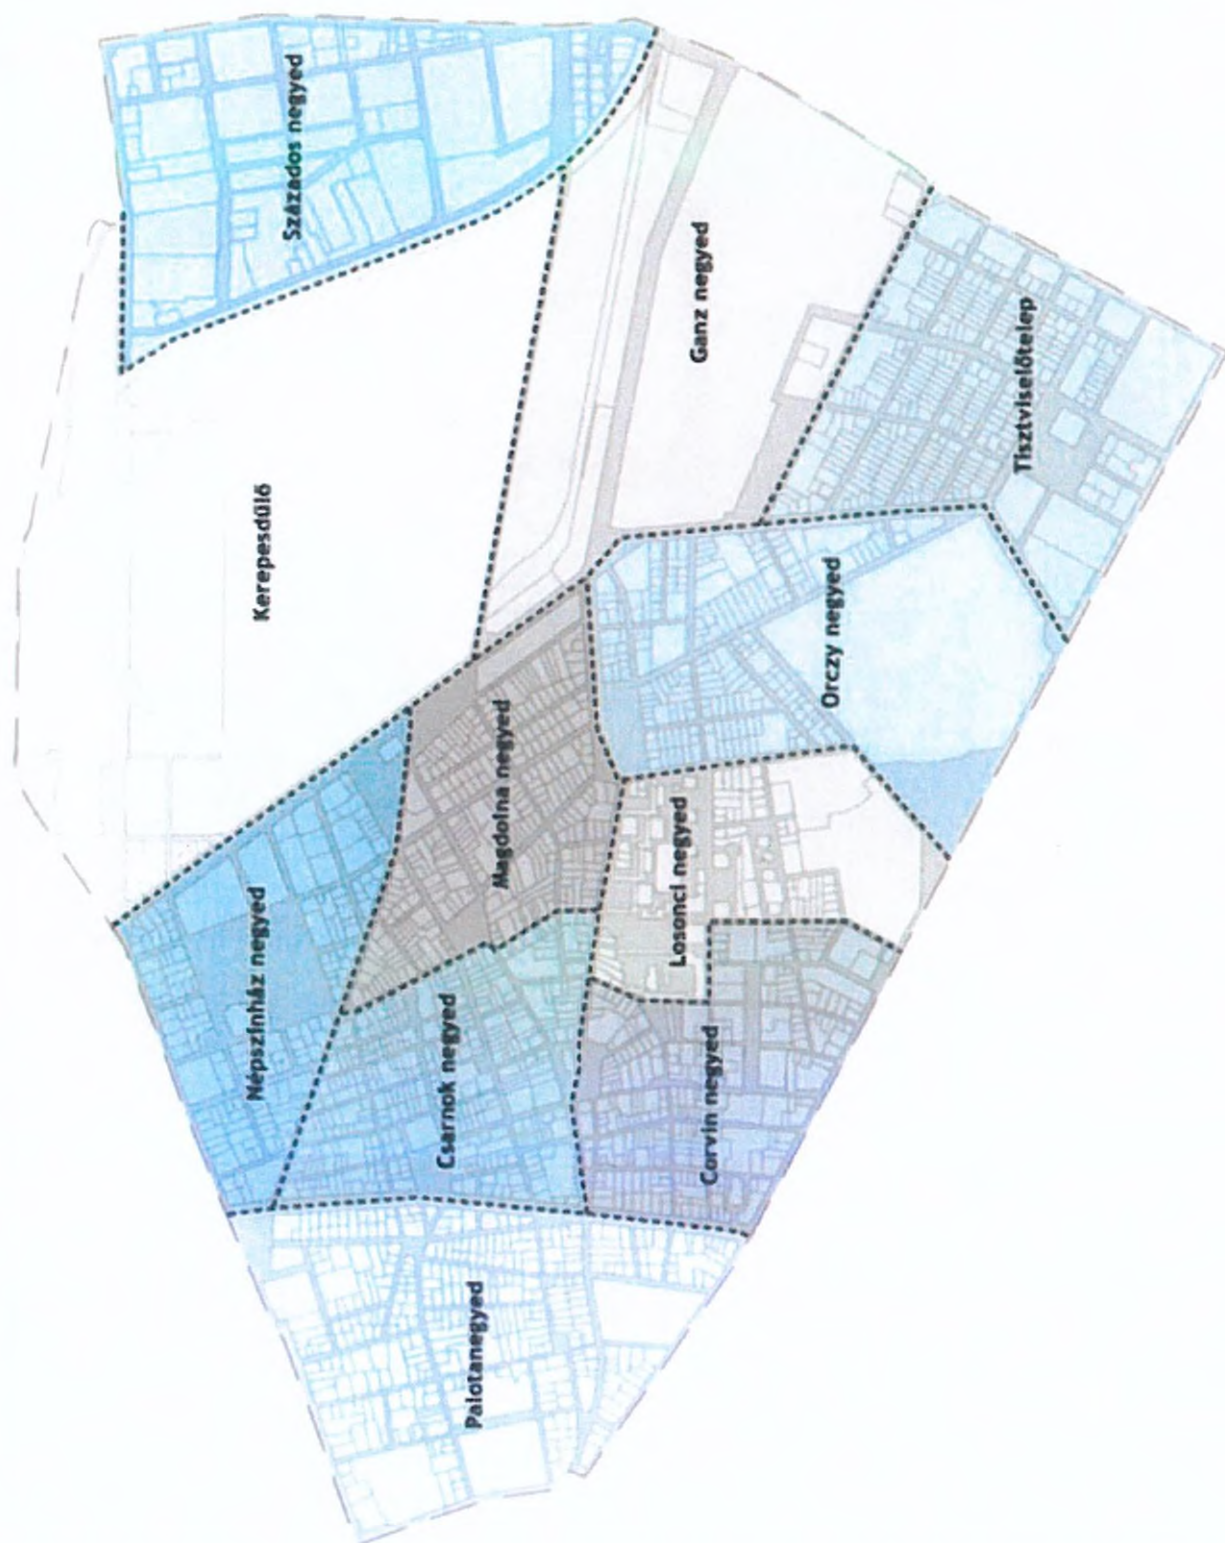 Százados negyed
Kerepesdűlő
Ganz negyed
Tisztviselőtelep
Orczy negyed
Magdolna negyed
Losonci negyed
Népszínház negyed
Csarnok negyed
Corvin negyed
Palotanegyed